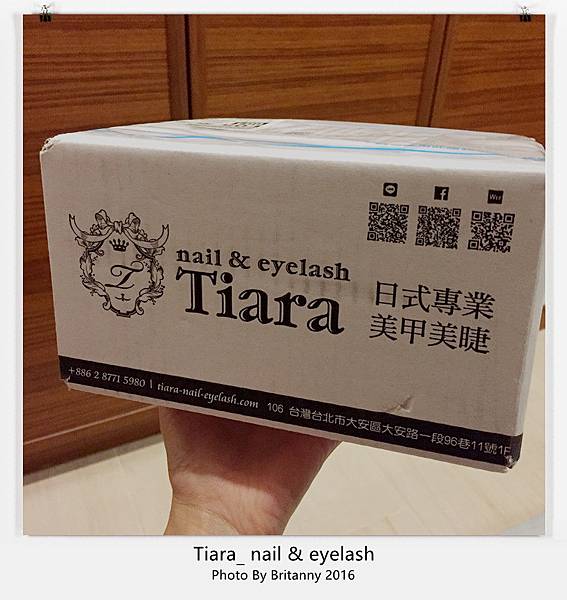 nail & eyelash
Tiara
日式專業
美甲美睫
+886 2 8771 5980 | tiara-nail-eyelash.com 106 台灣台北市大安區大安路一段96巷11號1F
Tiara_ nail & eyelash
Photo By Britanny 2016